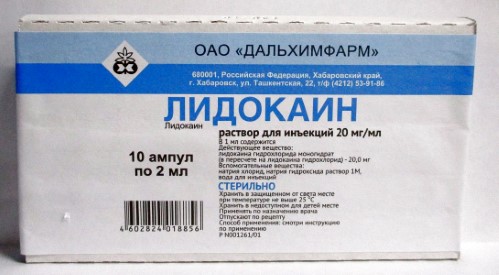 ОАО «ДАЛЬХИМФАРМ»
680001, Российская Федерация, Хабаровский край,
г. Хабаровск, ул. Ташкентская, 22, т/ф (4212) 53-91-86
ЛИДОКАИН
Лидокаин
раствор для инъекций 20 мг/мл
10 ампул
по 2 мл
В 1 мл содержится
Действующее вещество:
лидокаина гидрохлорида моногидрат
(в пересчете на лидокаина гидрохлорид) - 20,0 мг
Вспомогательные вещества:
натрия хлорид, натрия гидроксида раствор 1М,
вода для инъекций
СТЕРИЛЬНО
Хранить в защищенном от света месте
при температуре не выше 25 °С
Хранить в недоступном для детей месте
Применять по назначению врача
Отпускают по рецепту
Способ применения: смотри инструкцию
по применению
Р N001261/01
4 602824 018856